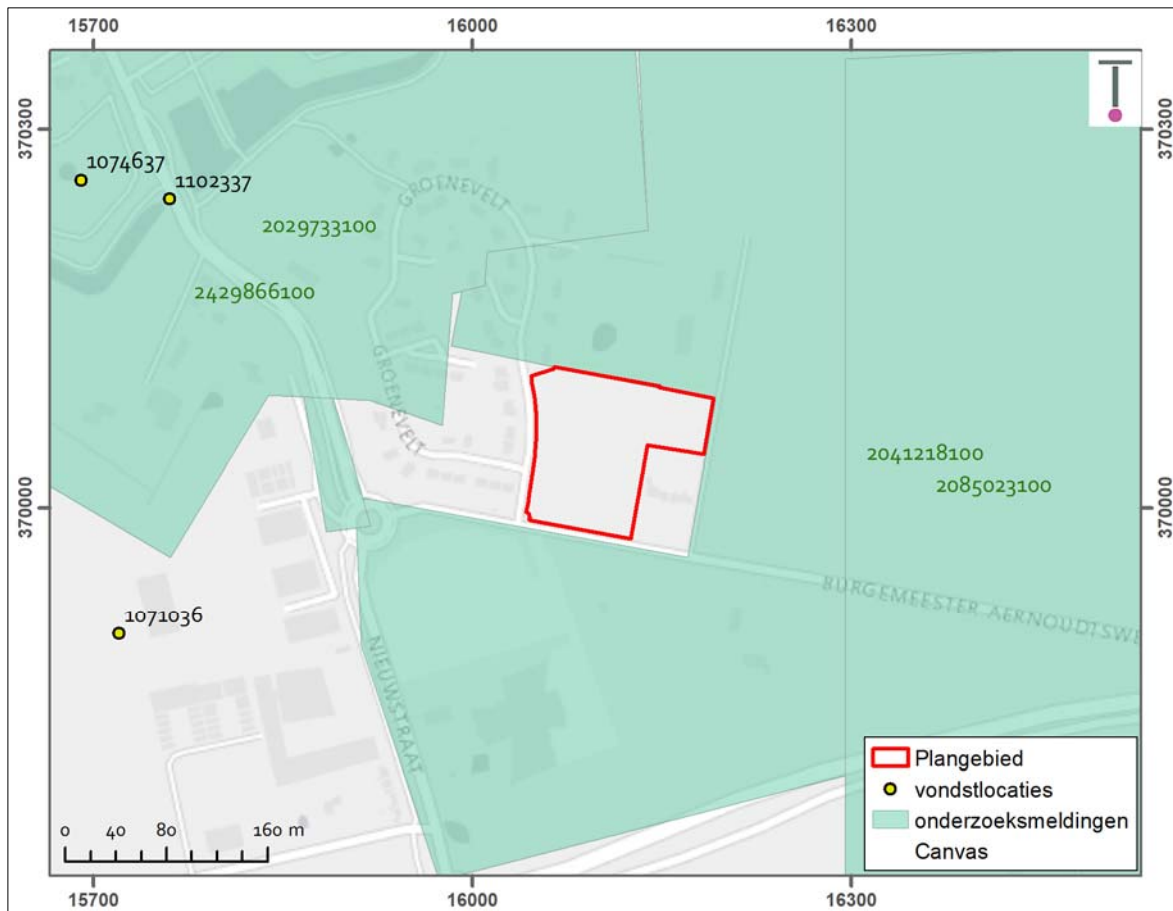 15700 16000 16300
370300 370300
1074637
1102337
GROENEVELT
2029733100
2429866100
GROENEVELT
2041218100
2085023100
370000 370000
BURGEMEESTER AERNOUDTSWE
1071036
NIEUWSTRAAT
Plangebied
vondstlocaties
onderzoeksmeldingen
Canvas
0 40 80 160 m
15700 16000 16300